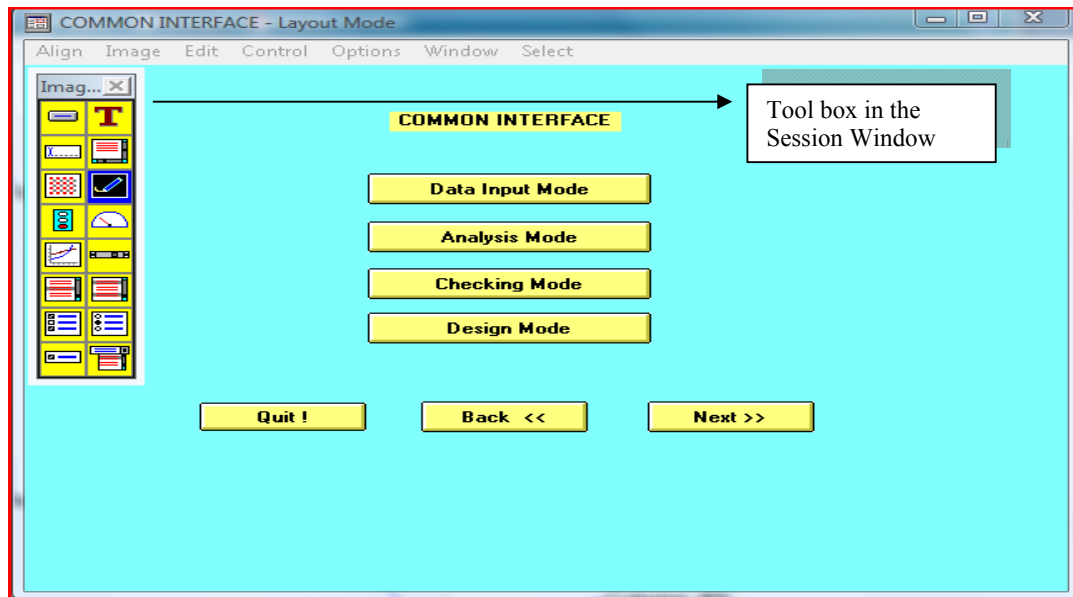 COMMON INTERFACE - Layout Mode
Align Image Edit Control Options Window Select
Imag...
T
COMMON INTERFACE
Tool box in the
Session Window
Data Input Mode
Analysis Mode
Checking Mode
Design Mode
Quit !
Back <<
Next >>